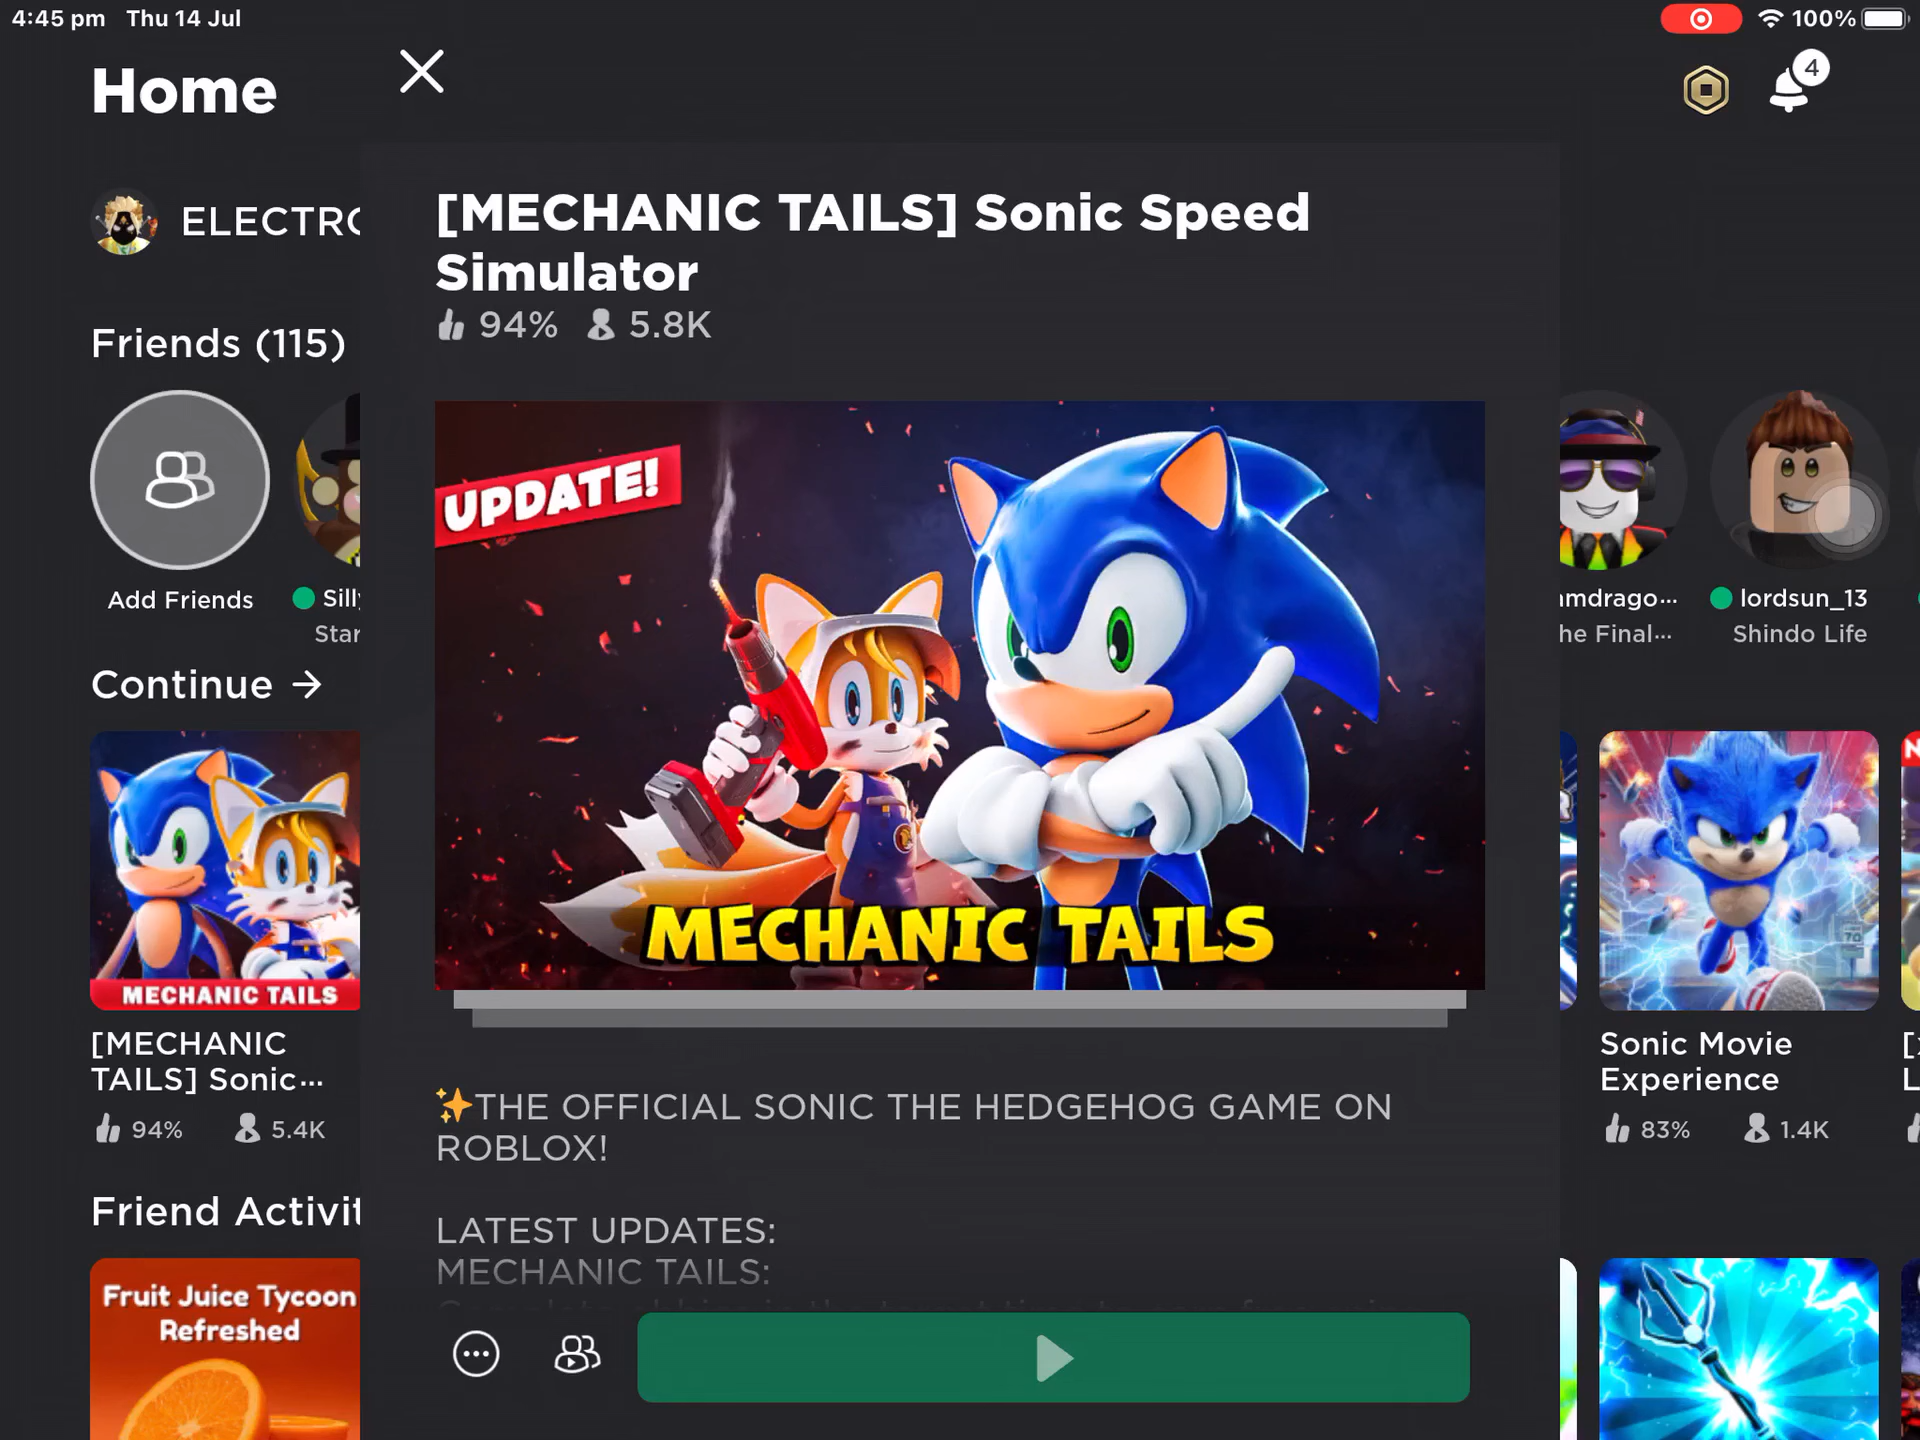 4:45 pm Thu 14 Jul
100%
Home
4
[MECHANIC TAILS] Sonic Speed
Simulator
94% 5.8K
ELECTRO
Friends (115)
UPDATE!
MECHANIC TAILS
Add Friends
Silly
Star
mdrago...
he Final...
lordsun_13
Shindo Life
Continue →
MECHANIC TAILS
[MECHANIC
TAILS] Sonic...
94% 5.4K
Sonic Movie
Experience
83% 1.4K
✨THE OFFICIAL SONIC THE HEDGEHOG GAME ON
ROBLOX!
LATEST UPDATES:
MECHANIC TAILS:
Friend Activit
Fruit Juice Tycoon
Refreshed